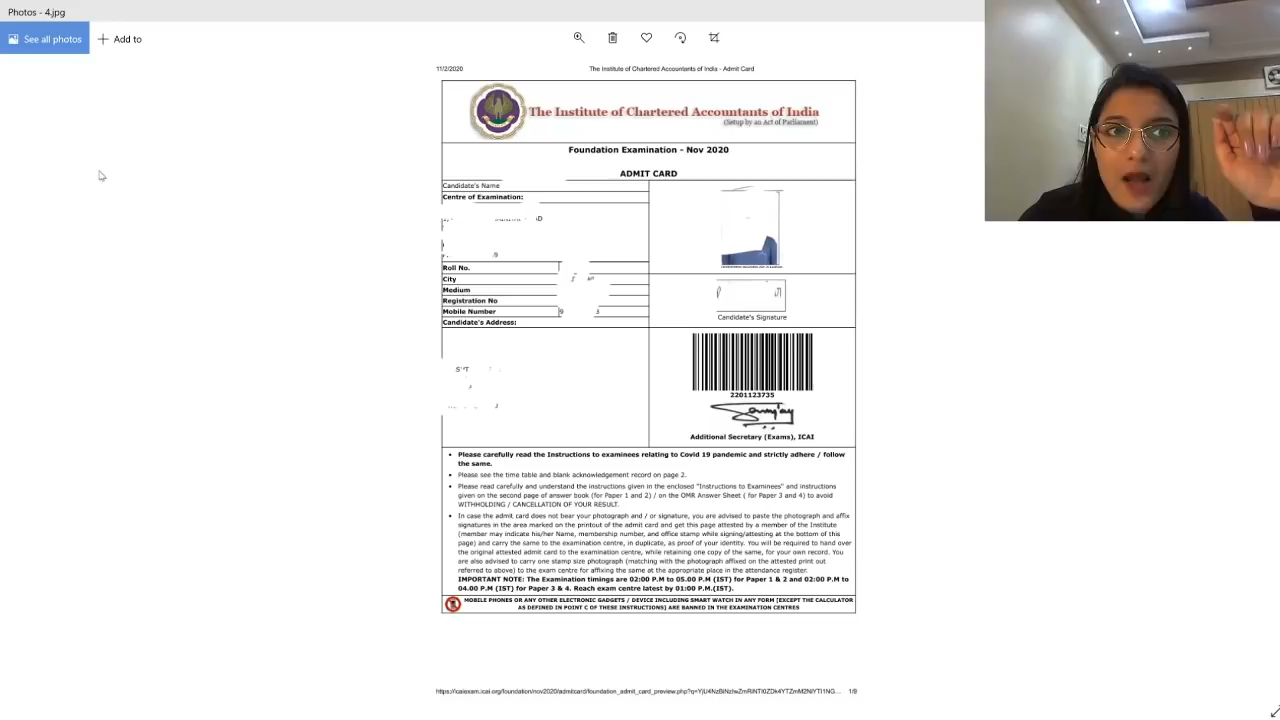 Photos - 4.jpg
See all photos
Add to
11/2/2020
The Institute of Chartered Accountants of India - Admit Card
The Institute of Chartered Accountants of India
(Setup by an Act of Parliament)
Foundation Examination - Nov 2020
ADMIT CARD
Candidate's Name
Centre of Examination:
Roll No.
City
Medium
Registration No
Mobile Number 9 3
Candidate's Address:
Candidate's Signature
2201123735
Additional Secretary (Exams), ICAI
• Please carefully read the Instructions to examinees relating to Covid 19 pandemic and strictly adhere / follow
the same.
• Please see the time table and blank acknowledgement record on page 2.
• Please read carefully and understand the instructions given in the enclosed "Instructions to Examinees" and instructions
given on the second page of answer book (for Paper 1 and 2) / on the OMR Answer Sheet ( for Paper 3 and 4) to avoid
WITHHOLDING / CANCELLATION OF YOUR RESULT.
• In case the admit card does not bear your photograph and / or signature, you are advised to paste the photograph and affix
signatures in the area marked on the printout of the admit card and get this page attested by a member of the Institute
(member may indicate his/her Name, membership number, and office stamp while signing/attesting at the bottom of this
page) and carry the same to the examination centre, in duplicate, as proof of your identity. You will be required to hand over
the original attested admit card to the examination centre, while retaining one copy of the same, for your own record. You
are also advised to carry one stamp size photograph (matching with the photograph affixed on the attested print out
referred to above) to the exam centre for affixing the same at the appropriate place in the attendance register.
IMPORTANT NOTE: The Examination timings are 02:00 P.M to 05.00 P.M (IST) for Paper 1 & 2 and 02:00 P.M to
04.00 P.M (IST) for Paper 3 & 4. Reach exam centre latest by 01:00 P.M.(IST).
MOBILE PHONES OR ANY OTHER ELECTRONIC GADGETS / DEVICE INCLUDING SMART WATCH IN ANY FORM [EXCEPT THE CALCULATOR
AS DEFINED IN POINT C OF THESE INSTRUCTIONS] ARE BANNED IN THE EXAMINATION CENTRES
1/9